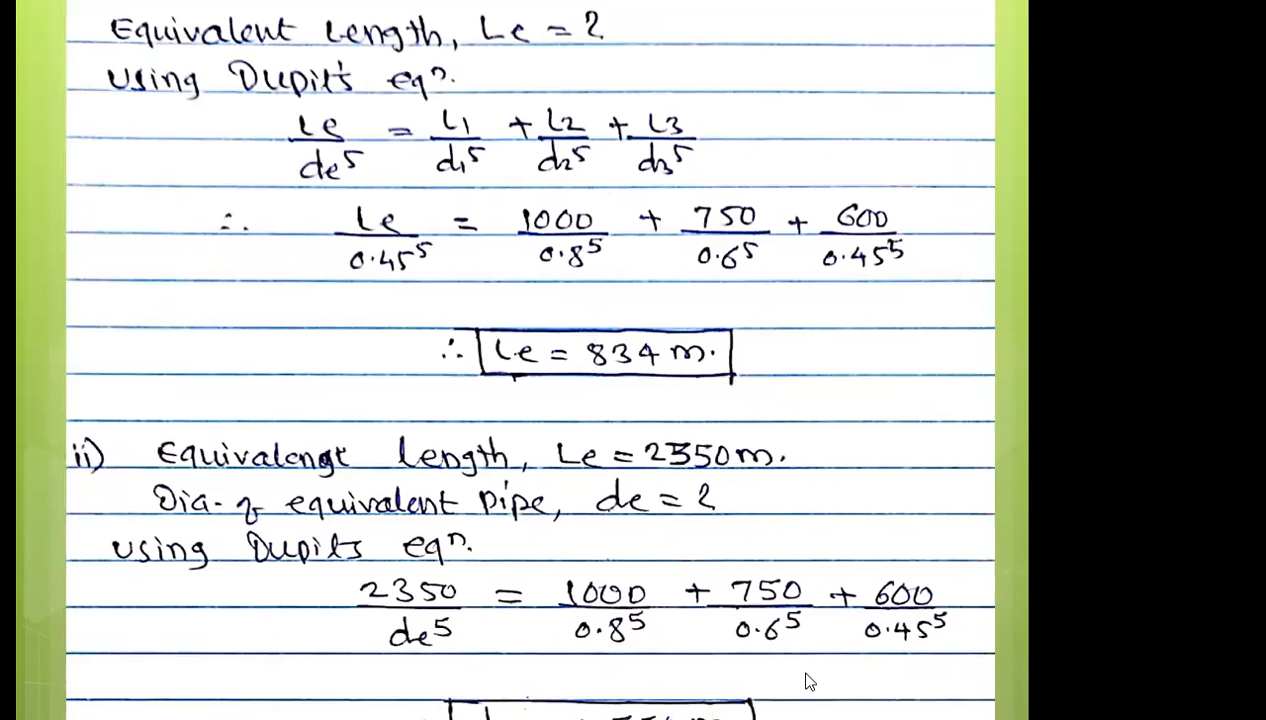 Equivalent Length, Le = ?
Using Dupit's eqn.
Le/de⁵ = L1/d1⁵ + L2/d2⁵ + L3/d3⁵
∴ Le/0.45⁵ = 1000/0.8⁵ + 750/0.6⁵ + 600/0.45⁵
∴ Le = 834 m.
ii) Equivalengt length, Le = 2350m.
Dia. of equivalent pipe, de = ?
Using Dupits eqn.
2350/de⁵ = 1000/0.8⁵ + 750/0.6⁵ + 600/0.45⁵